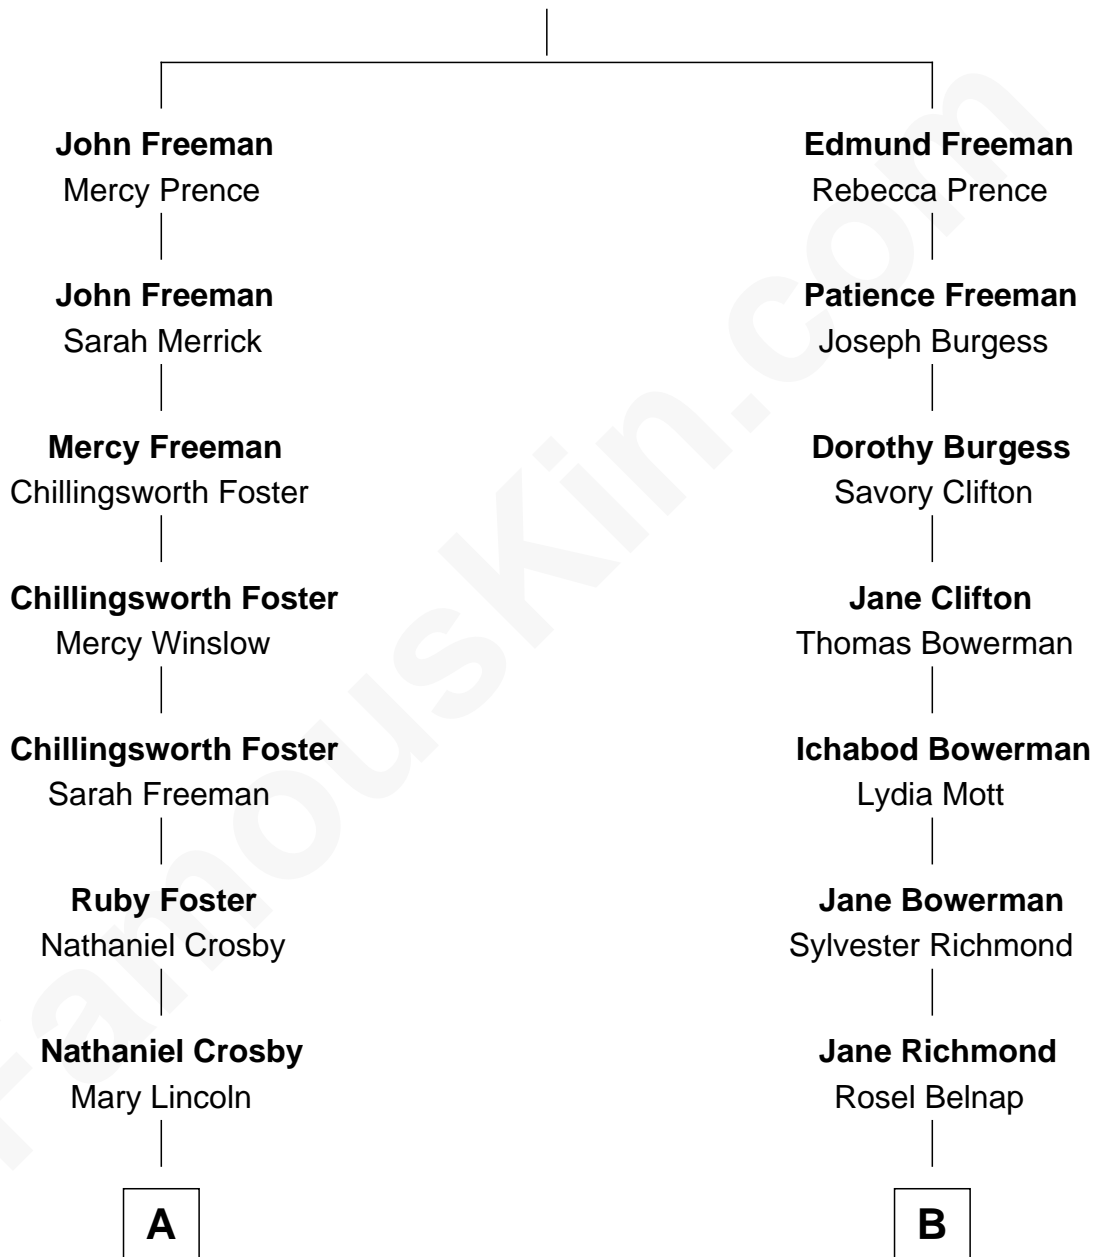 John Freeman
Mercy Prence
John Freeman
Sarah Merrick
Mercy Freeman
Chillingsworth Foster
Chillingsworth Foster
Mercy Winslow
Chillingsworth Foster
Sarah Freeman
Ruby Foster
Nathaniel Crosby
Nathaniel Crosby
Mary Lincoln
A
Edmund Freeman
Rebecca Prence
Patience Freeman
Joseph Burgess
Dorothy Burgess
Savory Clifton
Jane Clifton
Thomas Bowerman
Ichabod Bowerman
Lydia Mott
Jane Bowerman
Sylvester Richmond
Jane Richmond
Rosel Belnap
B
FamousKin.com